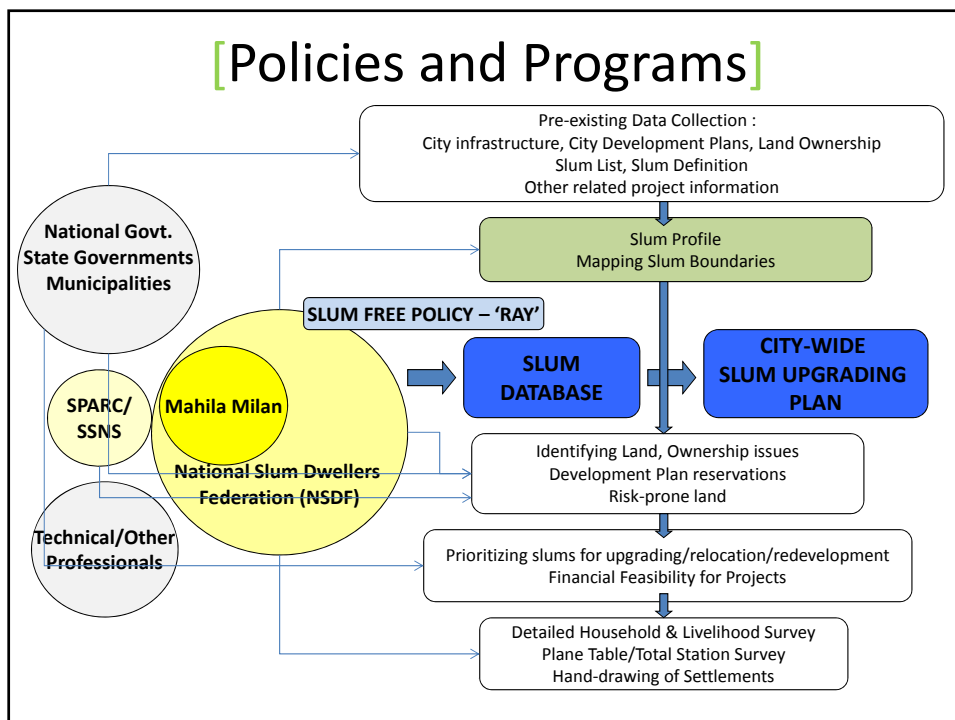 [Policies and Programs]
Pre-existing Data Collection :
City infrastructure, City Development Plans, Land Ownership
Slum List, Slum Definition
Other related project information
National Govt.
State Governments
Municipalities
Slum Profile
Mapping Slum Boundaries
SLUM FREE POLICY – ‘RAY’
SPARC/
SSNS
Mahila Milan
National Slum Dwellers
Federation (NSDF)
SLUM
DATABASE
CITY-WIDE
SLUM UPGRADING
PLAN
Identifying Land, Ownership issues
Development Plan reservations
Risk-prone land
Technical/Other
Professionals
Prioritizing slums for upgrading/relocation/redevelopment
Financial Feasibility for Projects
Detailed Household & Livelihood Survey
Plane Table/Total Station Survey
Hand-drawing of Settlements